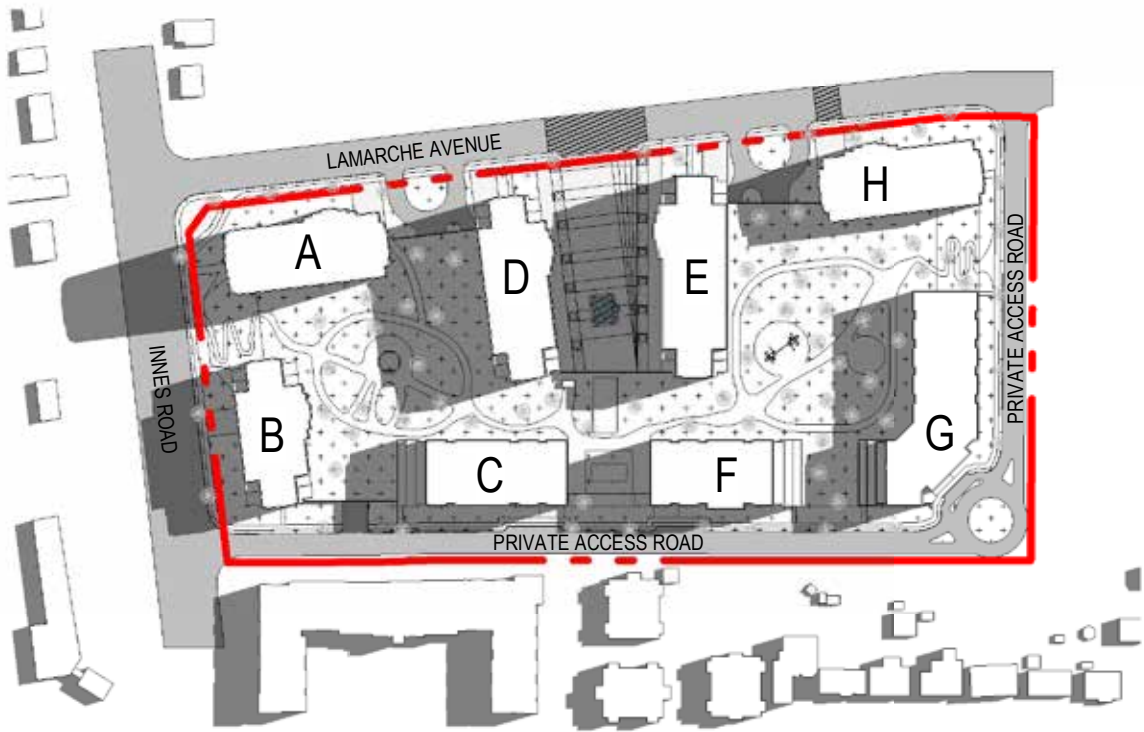 LAMARCHE AVENUE
H
A
D
E
PRIVATE ACCESS ROAD
INNES ROAD
B
G
C
F
PRIVATE ACCESS ROAD